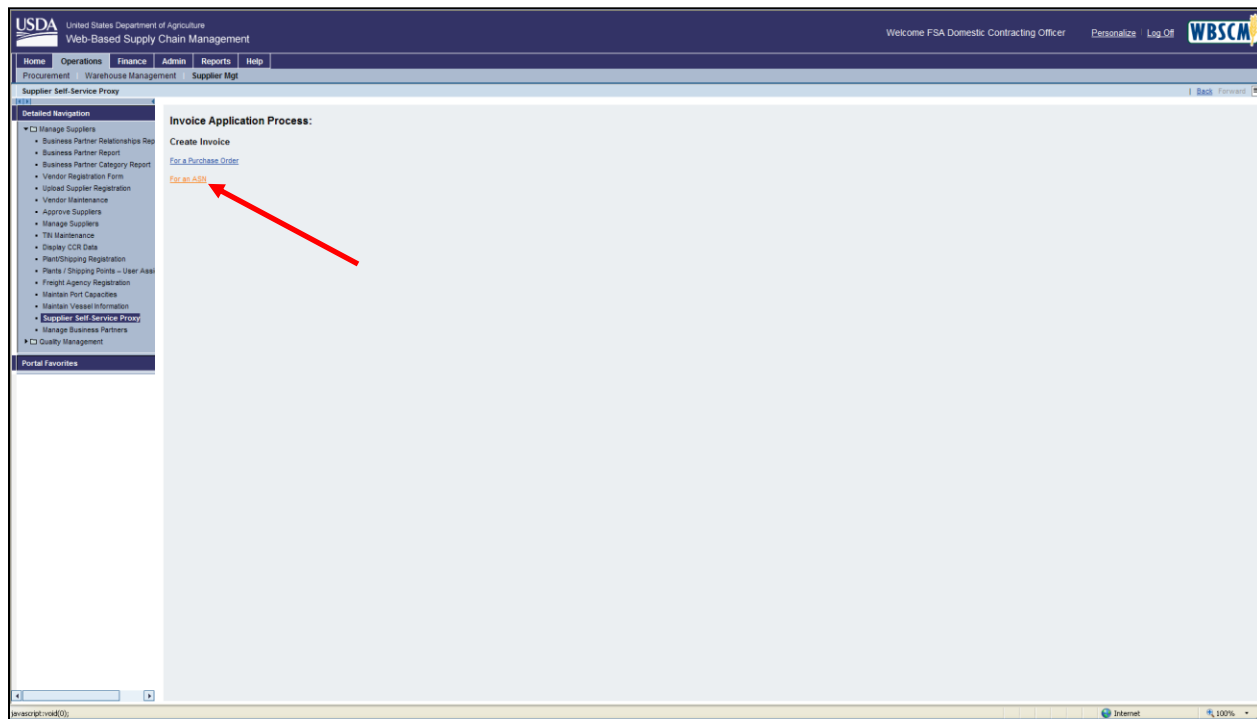 USDA United States Department of Agriculture
Web-Based Supply Chain Management
Welcome FSA Domestic Contracting Officer Personalize Log Off WBSCM
Home Operations Finance Admin Reports Help
Procurement Warehouse Management Supplier Mgt
Supplier Self-Service Proxy | Back Forward
Detailed Navigation
Manage Suppliers
• Business Partner Relationships Rep
• Business Partner Report
• Business Partner Category Report
• Vendor Registration Form
• Upload Supplier Registration
• Vendor Maintenance
• Approve Suppliers
• Manage Suppliers
• TIN Maintenance
• Display CCR Data
• Plant/Shipping Registration
• Plants / Shipping Points – User Assi
• Freight Agency Registration
• Maintain Port Capacities
• Maintain Vessel Information
• Supplier Self-Service Proxy
• Manage Business Partners
Quality Management
Portal Favorites
Invoice Application Process:
Create Invoice
For a Purchase Order
For an ASN
javascript:void(0); Internet 100%